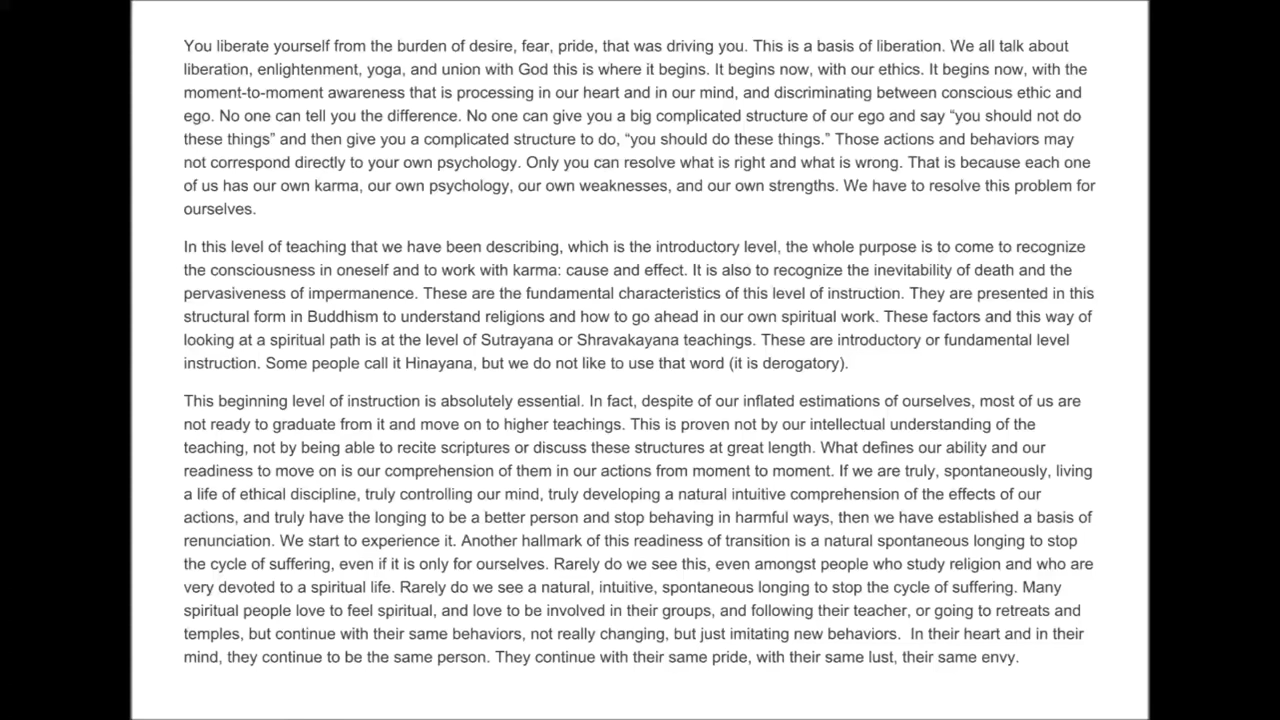 You liberate yourself from the burden of desire, fear, pride, that was driving you. This is a basis of liberation. We all talk about
liberation, enlightenment, yoga, and union with God this is where it begins. It begins now, with our ethics. It begins now, with the
moment-to-moment awareness that is processing in our heart and in our mind, and discriminating between conscious ethic and
ego. No one can tell you the difference. No one can give you a big complicated structure of our ego and say “you should not do
these things” and then give you a complicated structure to do, “you should do these things.” Those actions and behaviors may
not correspond directly to your own psychology. Only you can resolve what is right and what is wrong. That is because each one
of us has our own karma, our own psychology, our own weaknesses, and our own strengths. We have to resolve this problem for
ourselves.
In this level of teaching that we have been describing, which is the introductory level, the whole purpose is to come to recognize
the consciousness in oneself and to work with karma: cause and effect. It is also to recognize the inevitability of death and the
pervasiveness of impermanence. These are the fundamental characteristics of this level of instruction. They are presented in this
structural form in Buddhism to understand religions and how to go ahead in our own spiritual work. These factors and this way of
looking at a spiritual path is at the level of Sutrayana or Shravakayana teachings. These are introductory or fundamental level
instruction. Some people call it Hinayana, but we do not like to use that word (it is derogatory).
This beginning level of instruction is absolutely essential. In fact, despite of our inflated estimations of ourselves, most of us are
not ready to graduate from it and move on to higher teachings. This is proven not by our intellectual understanding of the
teaching, not by being able to recite scriptures or discuss these structures at great length. What defines our ability and our
readiness to move on is our comprehension of them in our actions from moment to moment. If we are truly, spontaneously, living
a life of ethical discipline, truly controlling our mind, truly developing a natural intuitive comprehension of the effects of our
actions, and truly have the longing to be a better person and stop behaving in harmful ways, then we have established a basis of
renunciation. We start to experience it. Another hallmark of this readiness of transition is a natural spontaneous longing to stop
the cycle of suffering, even if it is only for ourselves. Rarely do we see this, even amongst people who study religion and who are
very devoted to a spiritual life. Rarely do we see a natural, intuitive, spontaneous longing to stop the cycle of suffering. Many
spiritual people love to feel spiritual, and love to be involved in their groups, and following their teacher, or going to retreats and
temples, but continue with their same behaviors, not really changing, but just imitating new behaviors.  In their heart and in their
mind, they continue to be the same person. They continue with their same pride, with their same lust, their same envy.